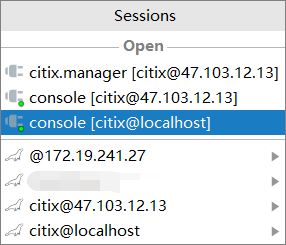 Sessions
Open
citix.manager [citix@47.103.12.13]
console [citix@47.103.12.13]
console [citix@localhost]
@172.19.241.27
citix@47.103.12.13
citix@localhost